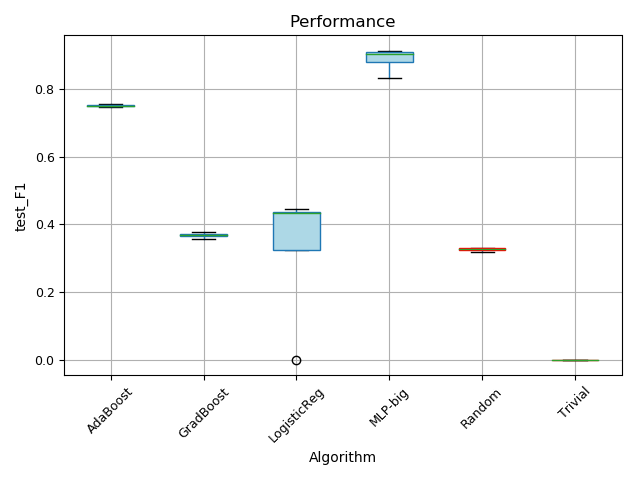 Performance
test_F1
0.8
0.6
0.4
0.2
0.0
AdaBoost
GradBoost
LogisticReg
MLP-big
Random
Trivial
Algorithm